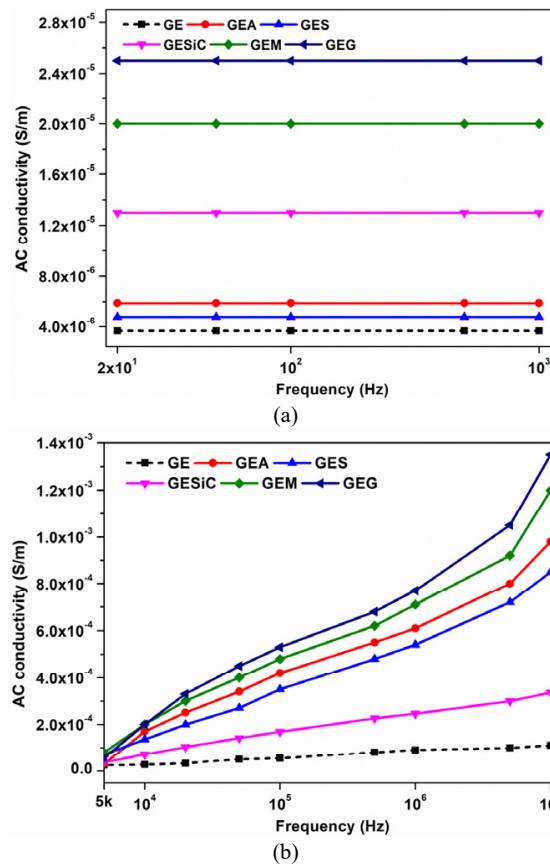 GE GEA GES
GESiC GEM GEG
AC conductivity (S/m)
2.8x10⁻⁵
2.4x10⁻⁵
2.0x10⁻⁵
1.6x10⁻⁵
1.2x10⁻⁵
8.0x10⁻⁶
4.0x10⁻⁶
2x10¹ 10² 10³
Frequency (Hz)
(a)
GE GEA GES
GESiC GEM GEG
AC conductivity (S/m)
1.4x10⁻³
1.2x10⁻³
1.0x10⁻³
8.0x10⁻⁴
6.0x10⁻⁴
4.0x10⁻⁴
2.0x10⁻⁴
0.0
5k 10⁴ 10⁵ 10⁶
Frequency (Hz)
(b)